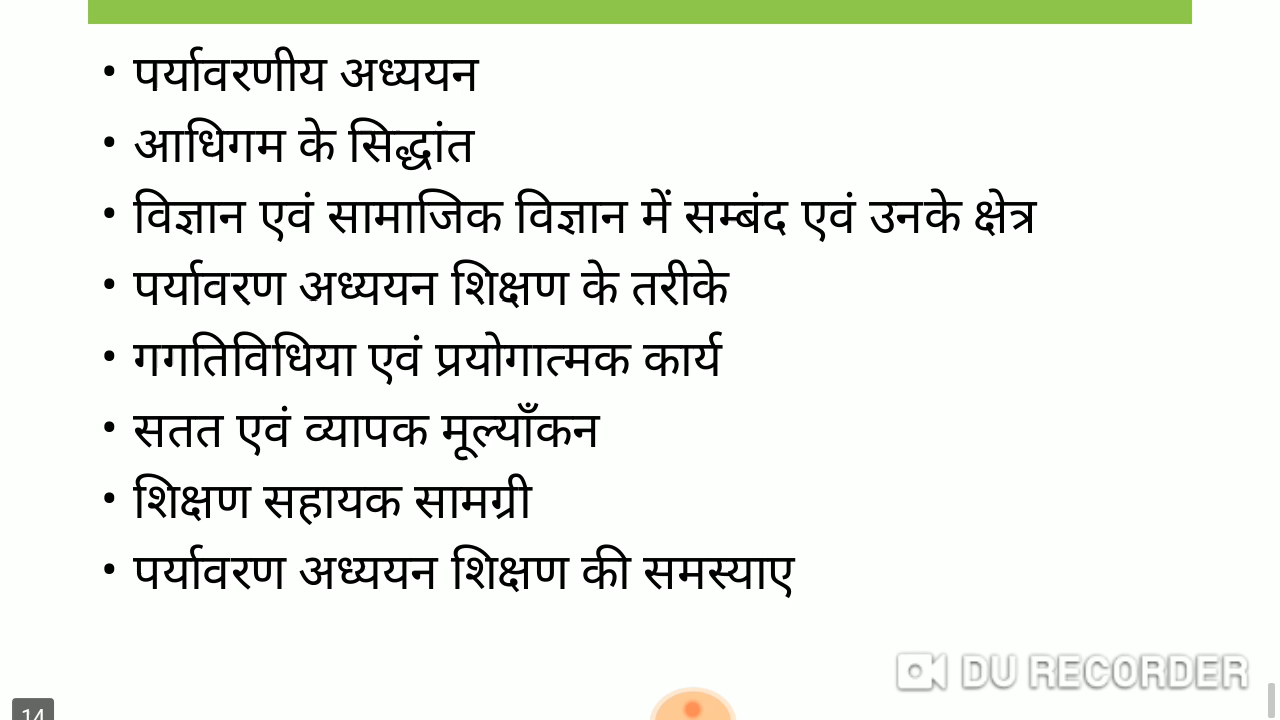 • पर्यावरणीय अध्ययन
• आधिगम के सिद्धांत
• विज्ञान एवं सामाजिक विज्ञान में सम्बंद एवं उनके क्षेत्र
• पर्यावरण अध्ययन शिक्षण के तरीके
• गगतिविधिया एवं प्रयोगात्मक कार्य
• सतत एवं व्यापक मूल्याँकन
• शिक्षण सहायक सामग्री
• पर्यावरण अध्ययन शिक्षण की समस्याए
DU RECORDER
14